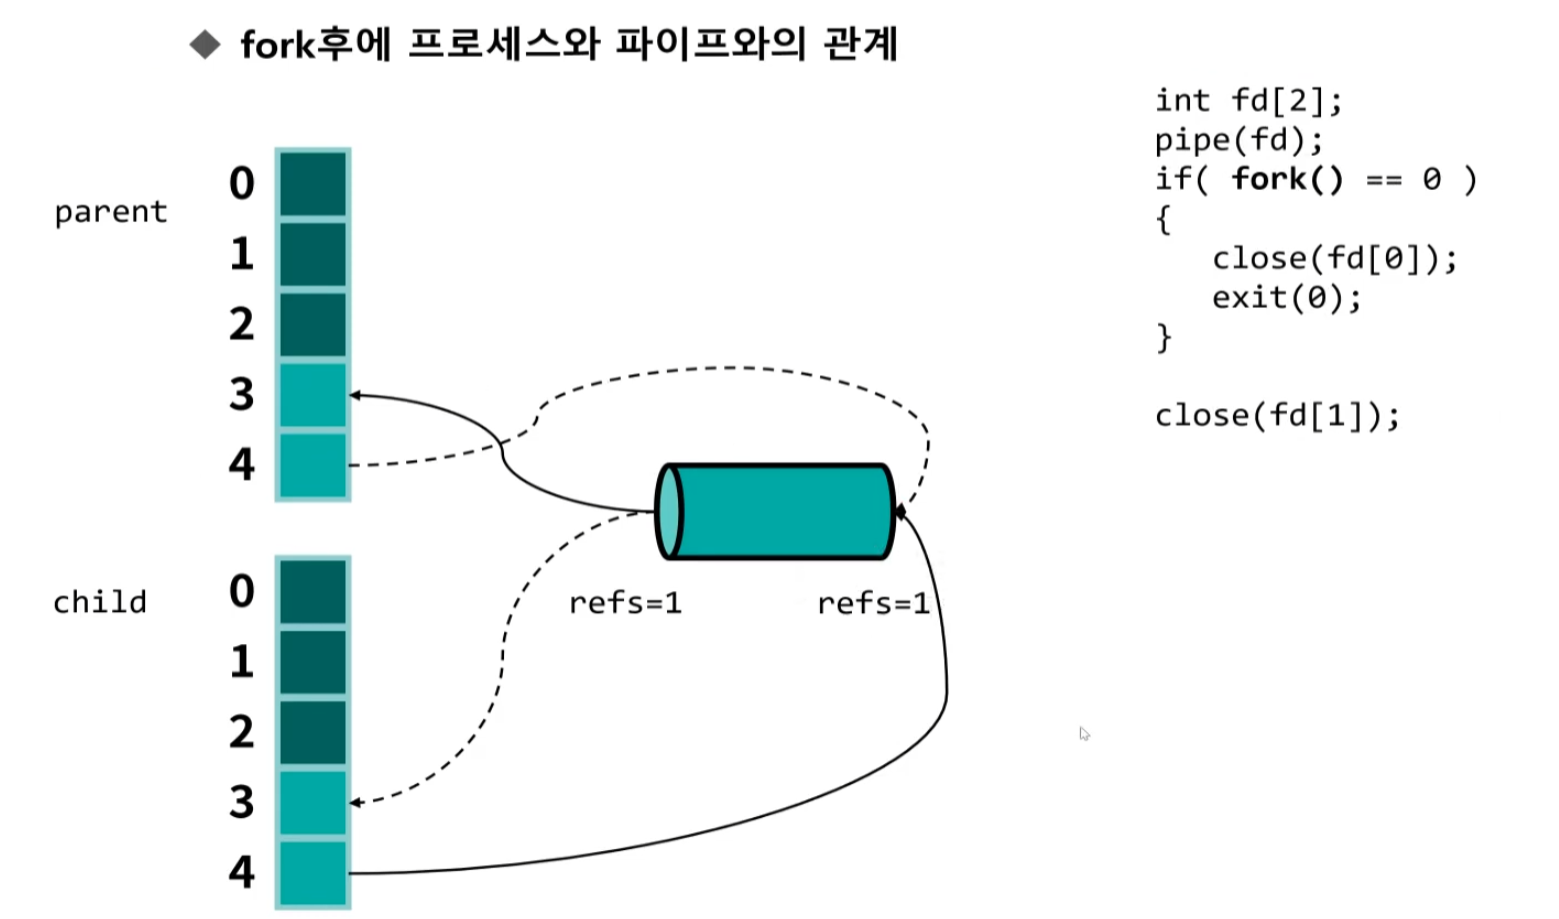 ◆ fork후에 프로세스와 파이프와의 관계
parent
0
1
2
3
4
child
0
1
2
3
4
refs=1
refs=1
int fd[2];
pipe(fd);
if( fork() == 0 )
{
close(fd[0]);
exit(0);
}
close(fd[1]);